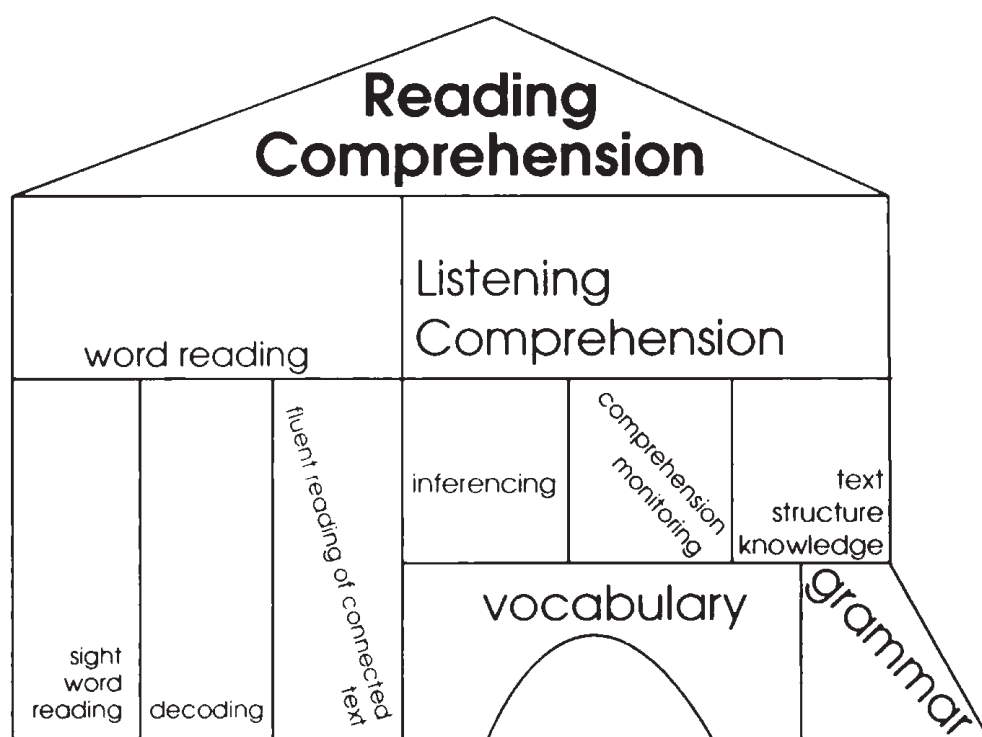 Reading
Comprehension
word reading
Listening
Comprehension
sight
word
reading
decoding
fluent reading of connected
text
inferencing
comprehension
monitoring
text
structure
knowledge
vocabulary
grammar